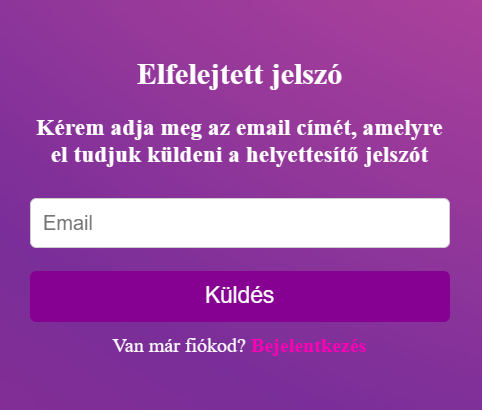 Elfelejtett jelszó
Kérem adja meg az email címét, amelyre
el tudjuk küldeni a helyettesítő jelszót
Email
Küldés
Van már fiókod? Bejelentkezés